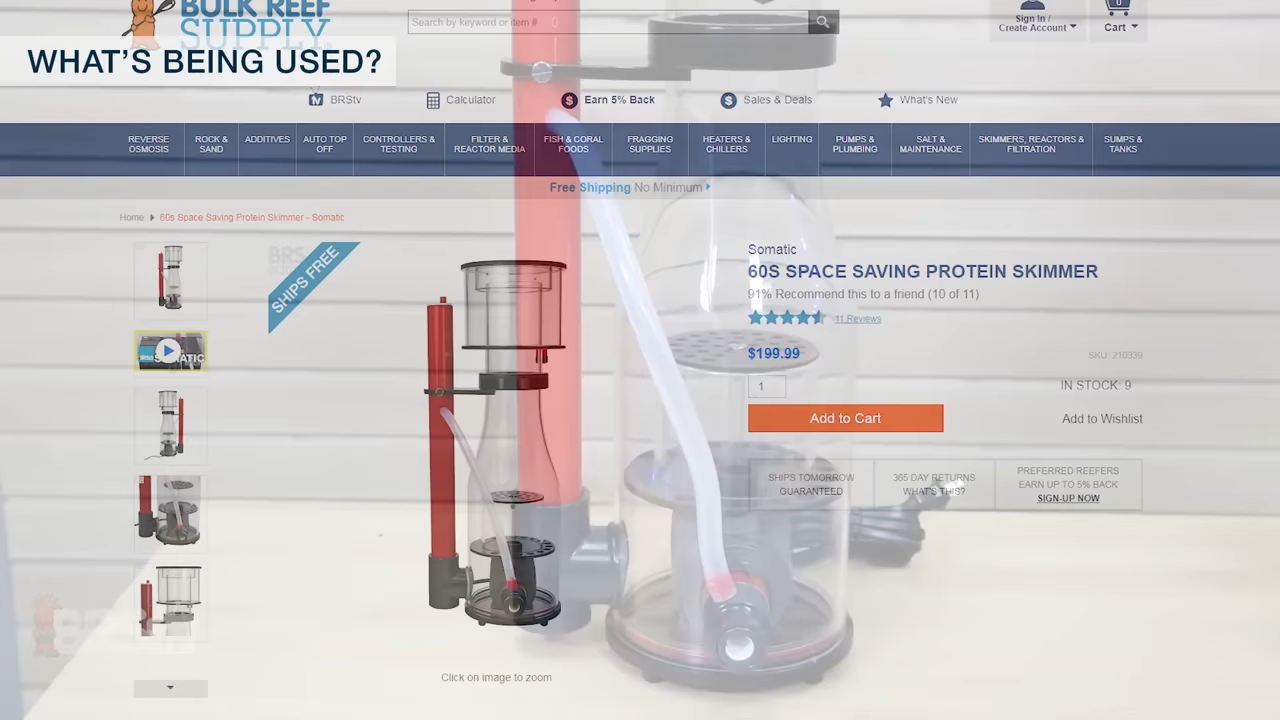 BULK REEF
SUPPLY
WHAT'S BEING USED?
Search by keyword or item #
Sign In /
Create Account
0
Cart
BRStv
Calculator
Earn 5% Back
Sales & Deals
What's New
REVERSE
OSMOSIS
ROCK &
SAND
ADDITIVES
AUTO TOP
OFF
CONTROLLERS &
TESTING
FILTER &
REACTOR MEDIA
FISH & CORAL
FOODS
FRAGGING
SUPPLIES
HEATERS &
CHILLERS
LIGHTING
PUMPS &
PLUMBING
SALT &
MAINTENANCE
SKIMMERS, REACTORS &
FILTRATION
SUMPS &
TANKS
Free Shipping No Minimum
Home 60s Space Saving Protein Skimmer - Somatic
SHIPS FREE
Somatic
60S SPACE SAVING PROTEIN SKIMMER
91% Recommend this to a friend (10 of 11)
11 Reviews
$199.99
SKU: 210339
1
IN STOCK: 9
Add to Cart
Add to Wishlist
SHIPS TOMORROW
GUARANTEED
365 DAY RETURNS
WHAT'S THIS?
PREFERRED REEFERS
EARN UP TO 5% BACK
SIGN-UP NOW
Click on image to zoom